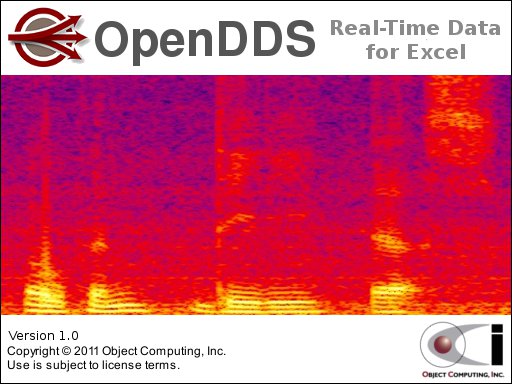 OpenDDS
Real-Time Data
for Excel
Version 1.0
Copyright © 2011 Object Computing, Inc.
Use is subject to license terms.
Object Computing, Inc.